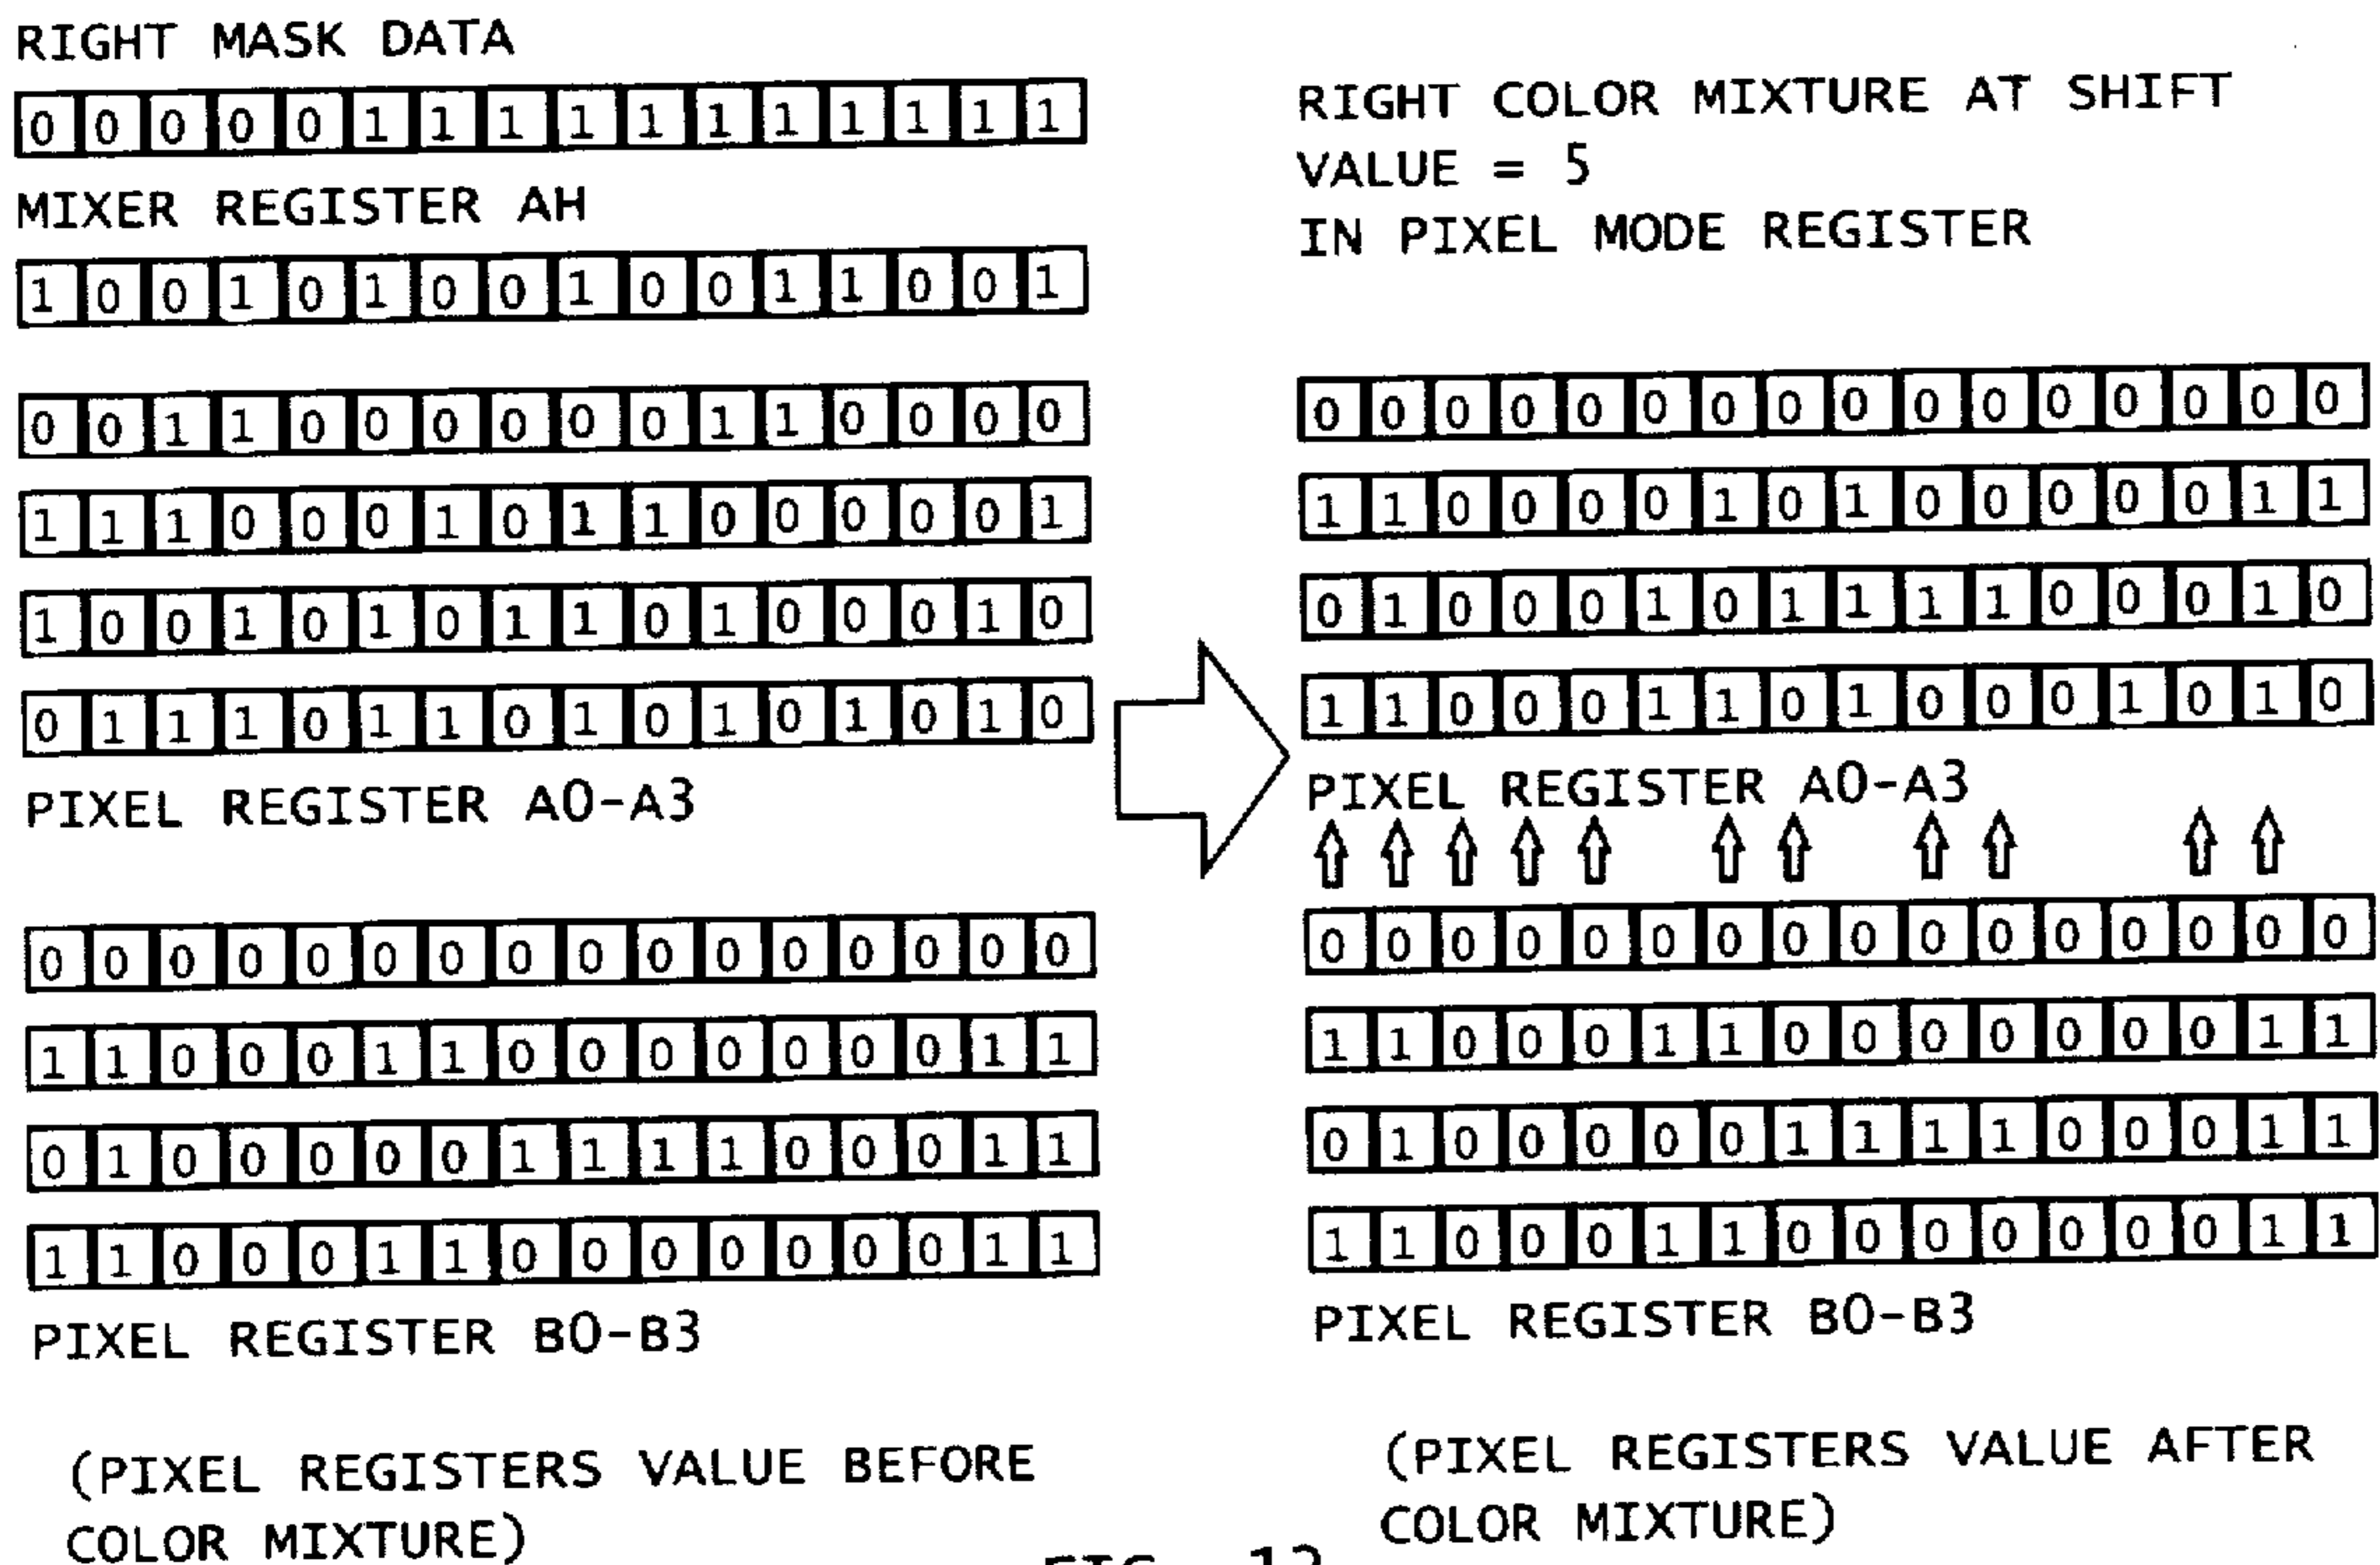 RIGHT MASK DATA
0 0 0 0 0 1 1 1 1 1 1 1 1 1 1 1
MIXER REGISTER AH
1 0 0 1 0 1 0 0 1 0 0 1 1 0 0 1
0 0 1 1 0 0 0 0 0 0 1 1 0 0 0 0
1 1 1 0 0 0 1 0 1 1 0 0 0 0 0 1
1 0 0 1 0 1 0 1 1 0 1 0 0 0 1 0
0 1 1 1 0 1 1 0 1 0 1 0 1 0 1 0
PIXEL REGISTER A0-A3
0 0 0 0 0 0 0 0 0 0 0 0 0 0 0 0
1 1 0 0 0 1 1 0 0 0 0 0 0 0 1 1
0 1 0 0 0 0 0 1 1 1 1 0 0 0 1 1
1 1 0 0 0 1 1 0 0 0 0 0 0 0 1 1
PIXEL REGISTER B0-B3
(PIXEL REGISTERS VALUE BEFORE
COLOR MIXTURE)
RIGHT COLOR MIXTURE AT SHIFT
VALUE = 5
IN PIXEL MODE REGISTER
0 0 0 0 0 0 0 0 0 0 0 0 0 0 0 0
1 1 0 0 0 0 1 0 1 0 0 0 0 0 1 1
0 1 0 0 0 1 0 1 1 1 1 0 0 0 1 0
1 1 0 0 0 1 1 0 1 0 0 0 1 0 1 0
PIXEL REGISTER A0-A3
0 0 0 0 0 0 0 0 0 0 0 0 0 0 0 0
1 1 0 0 0 1 1 0 0 0 0 0 0 0 1 1
0 1 0 0 0 0 0 1 1 1 1 0 0 0 1 1
1 1 0 0 0 1 1 0 0 0 0 0 0 0 1 1
PIXEL REGISTER B0-B3
(PIXEL REGISTERS VALUE AFTER
COLOR MIXTURE)